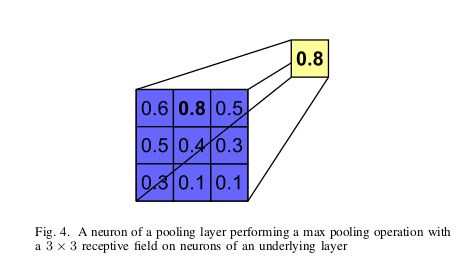 0.8
0.6 0.8 0.5
0.5 0.4 0.3
0.3 0.1 0.1
Fig. 4. A neuron of a pooling layer performing a max pooling operation with
a 3 × 3 receptive field on neurons of an underlying layer